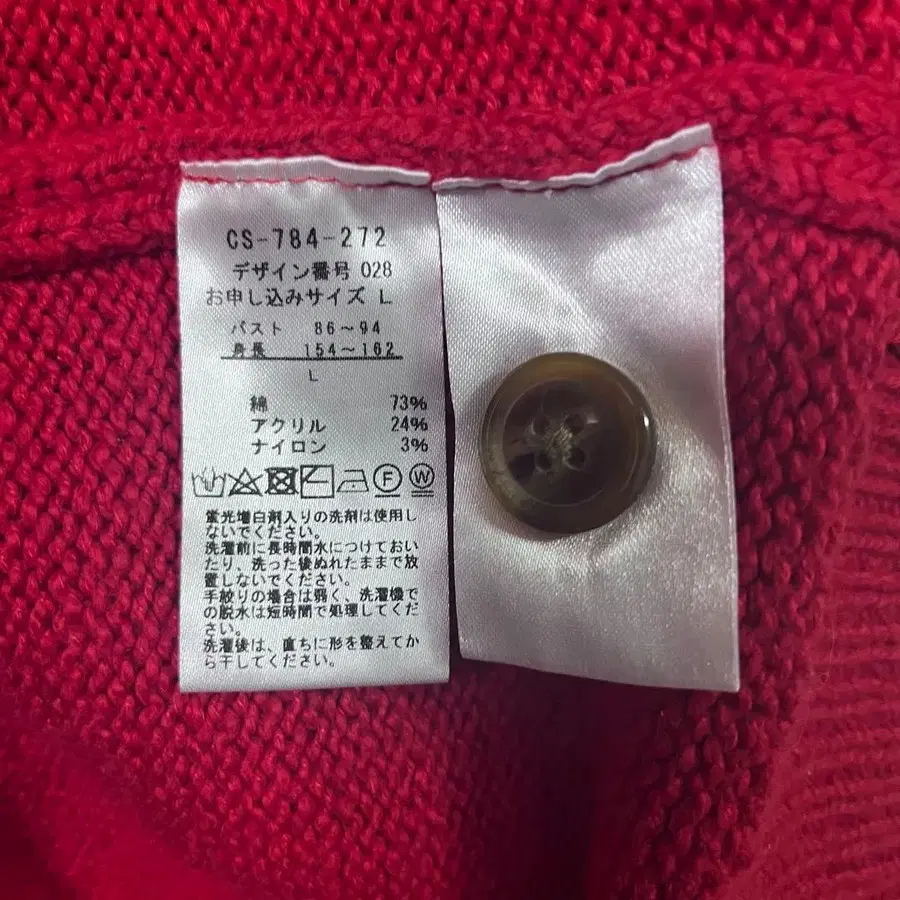 CS-784-272
デザイン番号 028
お申し込みサイズ L
バスト 86~94
身長 154~162
L
綿 73%
アクリル 24%
ナイロン 3%
F W
蛍光増白剤入りの洗剤は使用し
ないでください。
洗濯前に長時間水につけておい
たり、洗った後ぬれたままで放
置しないでください。
手絞りの場合は弱く、洗濯機で
の脱水は短時間で処理してくだ
さい。
洗濯後は、直ちに形を整えてか
ら干してください。